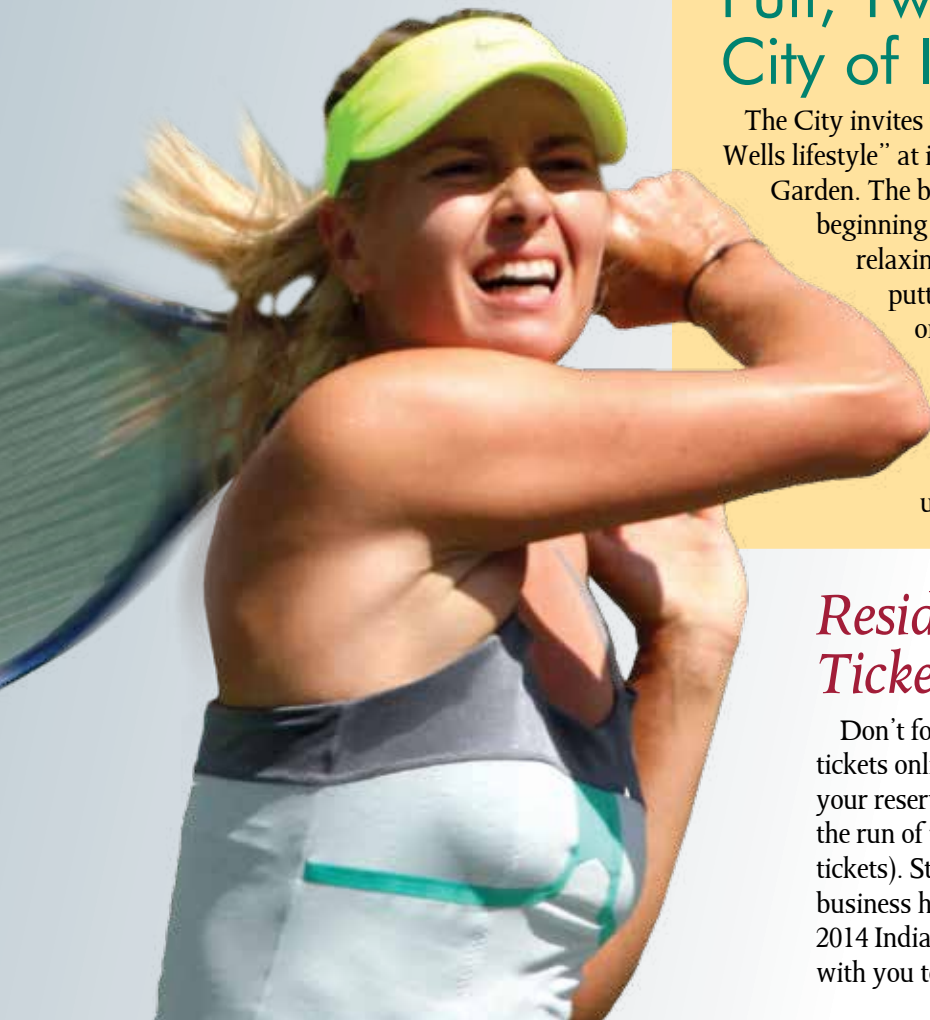 City of
The City invites
Wells lifestyle" at
Garden. The
beginning
relaxin
putt
Resid
Ticke
Don't fo
tickets onli
your reser
the run of
tickets). St
business h
2014 India
with you t